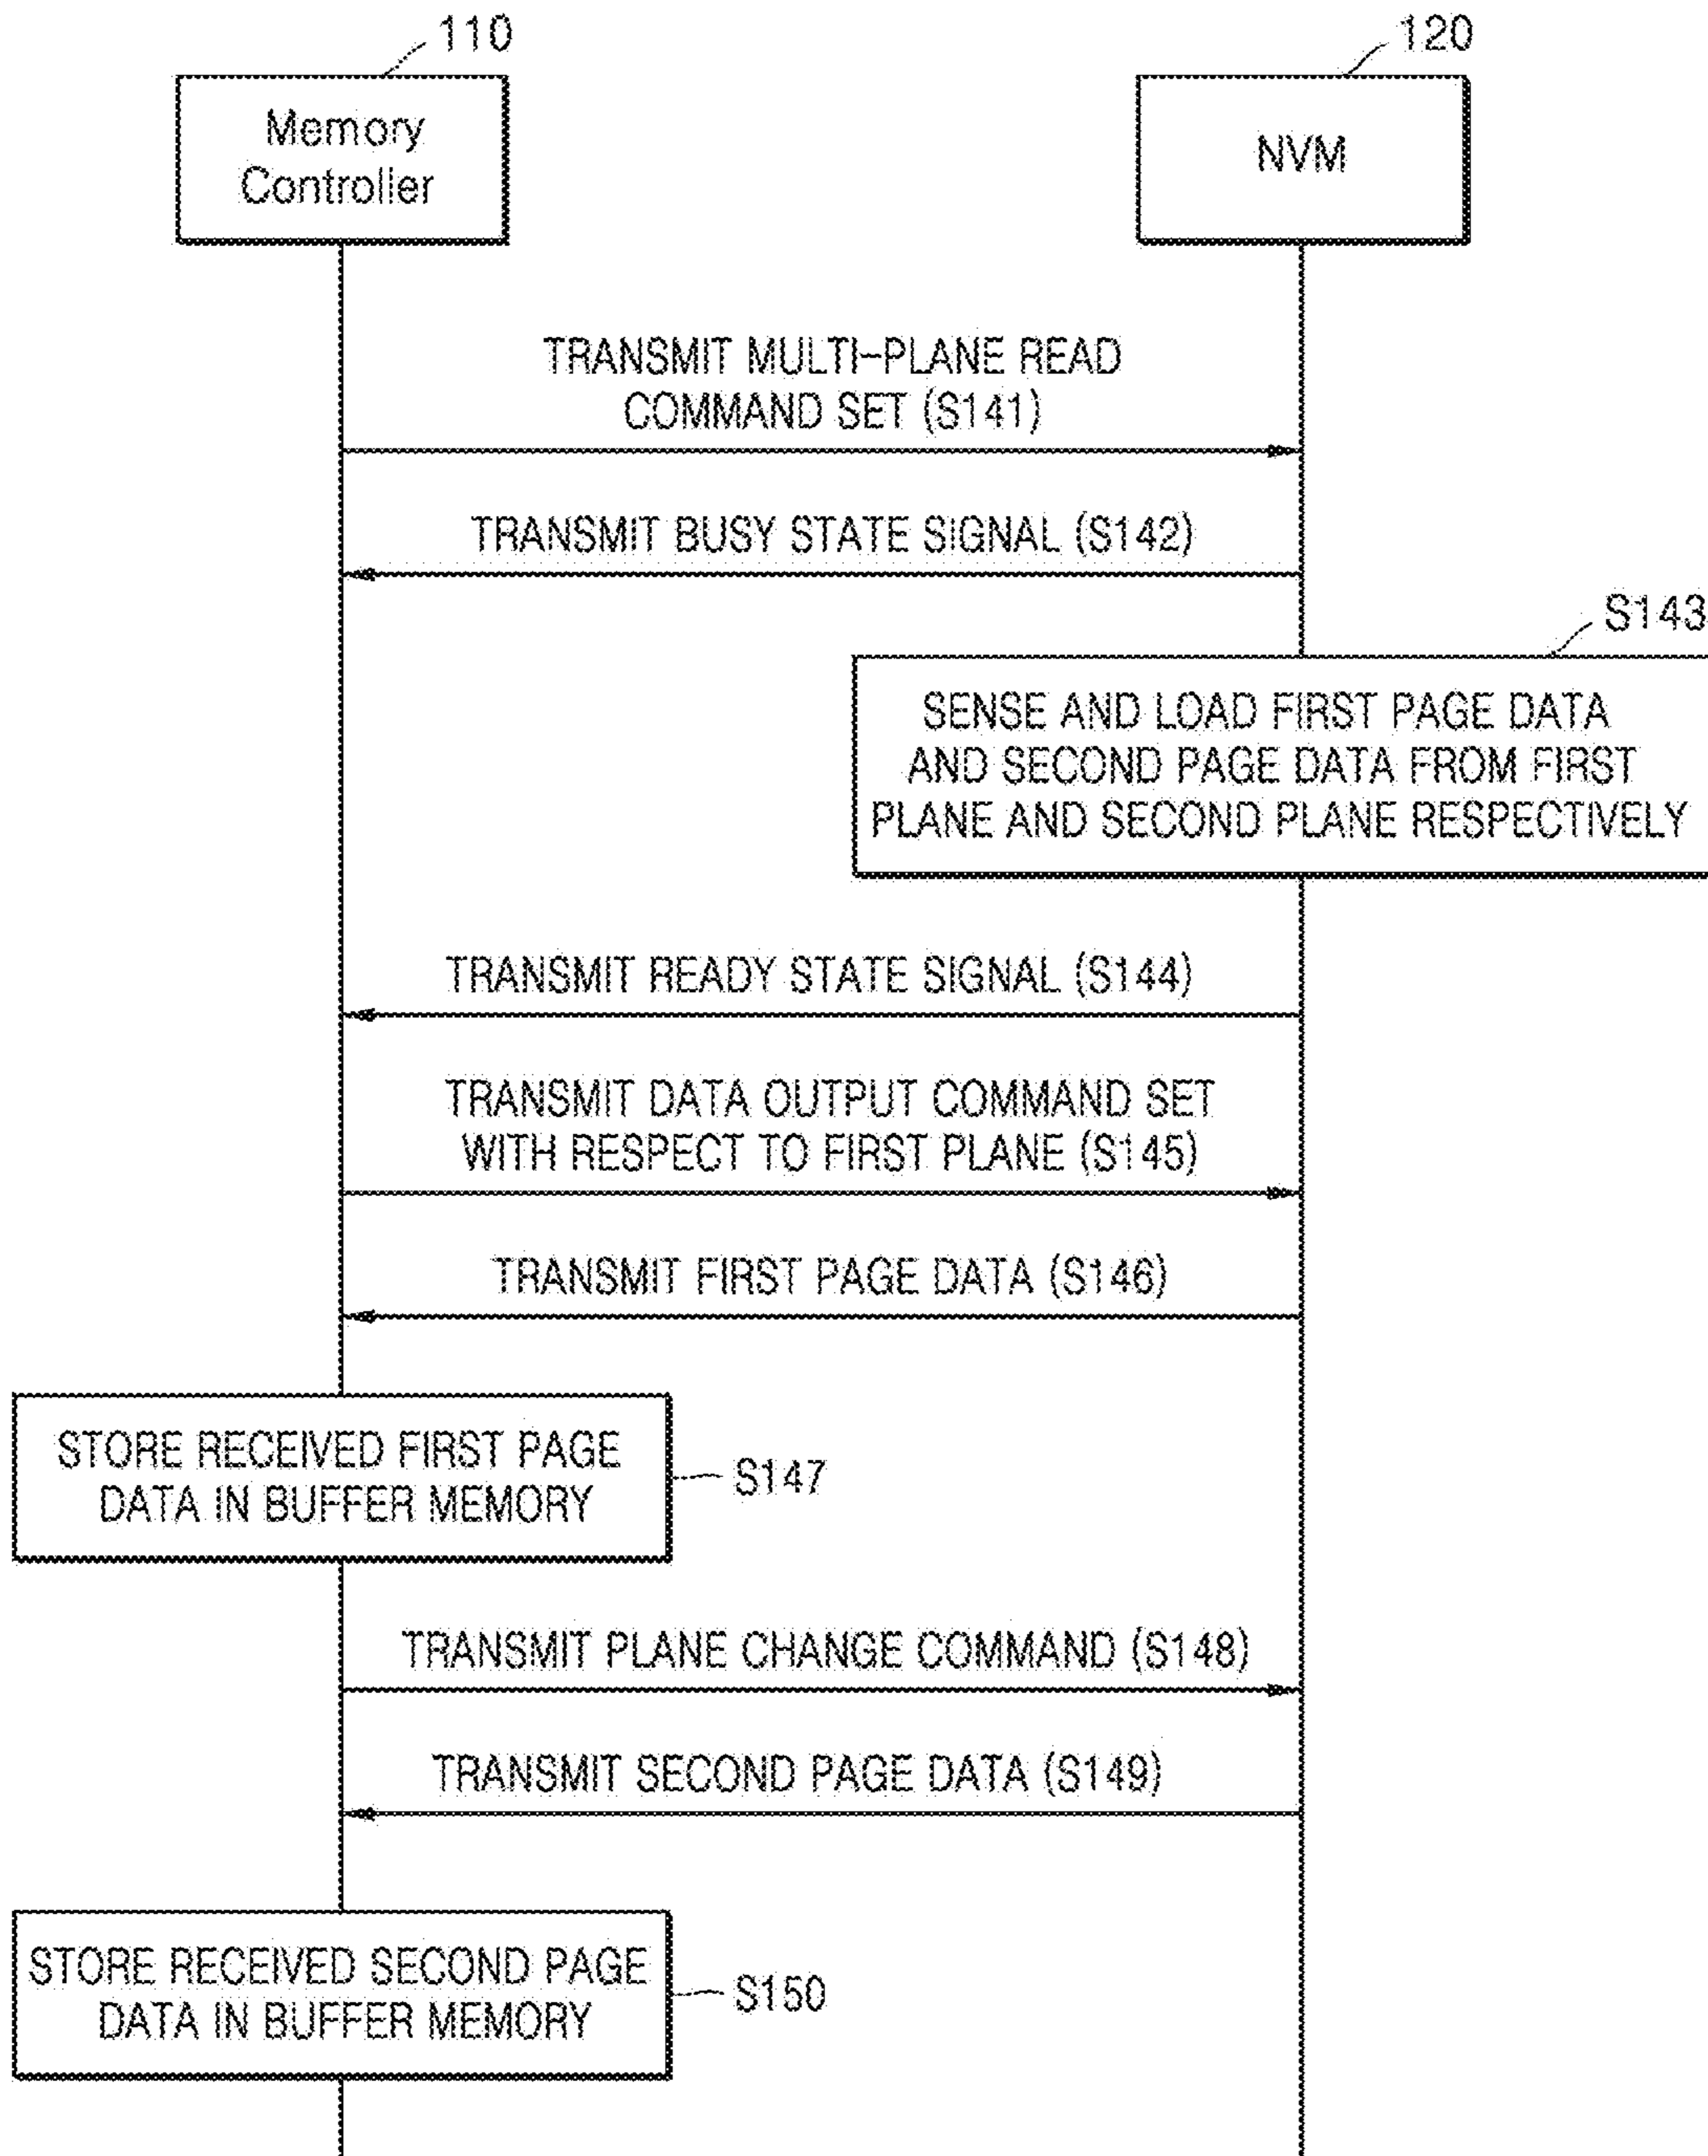 110
120
Memory
Controller
NVM
TRANSMIT MULTI-PLANE READ
COMMAND SET (S141)
TRANSMIT BUSY STATE SIGNAL (S142)
S143
SENSE AND LOAD FIRST PAGE DATA
AND SECOND PAGE DATA FROM FIRST
PLANE AND SECOND PLANE RESPECTIVELY
TRANSMIT READY STATE SIGNAL (S144)
TRANSMIT DATA OUTPUT COMMAND SET
WITH RESPECT TO FIRST PLANE (S145)
TRANSMIT FIRST PAGE DATA (S146)
STORE RECEIVED FIRST PAGE
DATA IN BUFFER MEMORY
S147
TRANSMIT PLANE CHANGE COMMAND (S148)
TRANSMIT SECOND PAGE DATA (S149)
STORE RECEIVED SECOND PAGE
DATA IN BUFFER MEMORY
S150